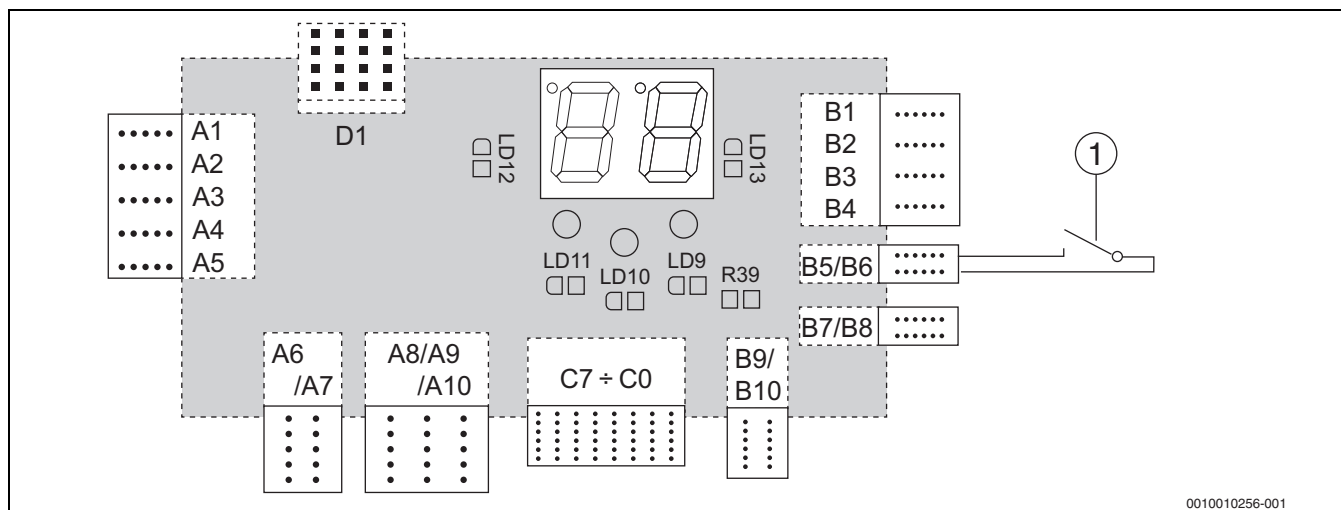 D1
A1
A2
A3
A4
A5
LD12
LD13
B1
B2
B3
B4
1
LD11
LD10
LD9
R39
B5/B6
B7/B8
A6
/A7
A8/A9
/A10
C7 ÷ C0
B9/
B10
0010010256-001